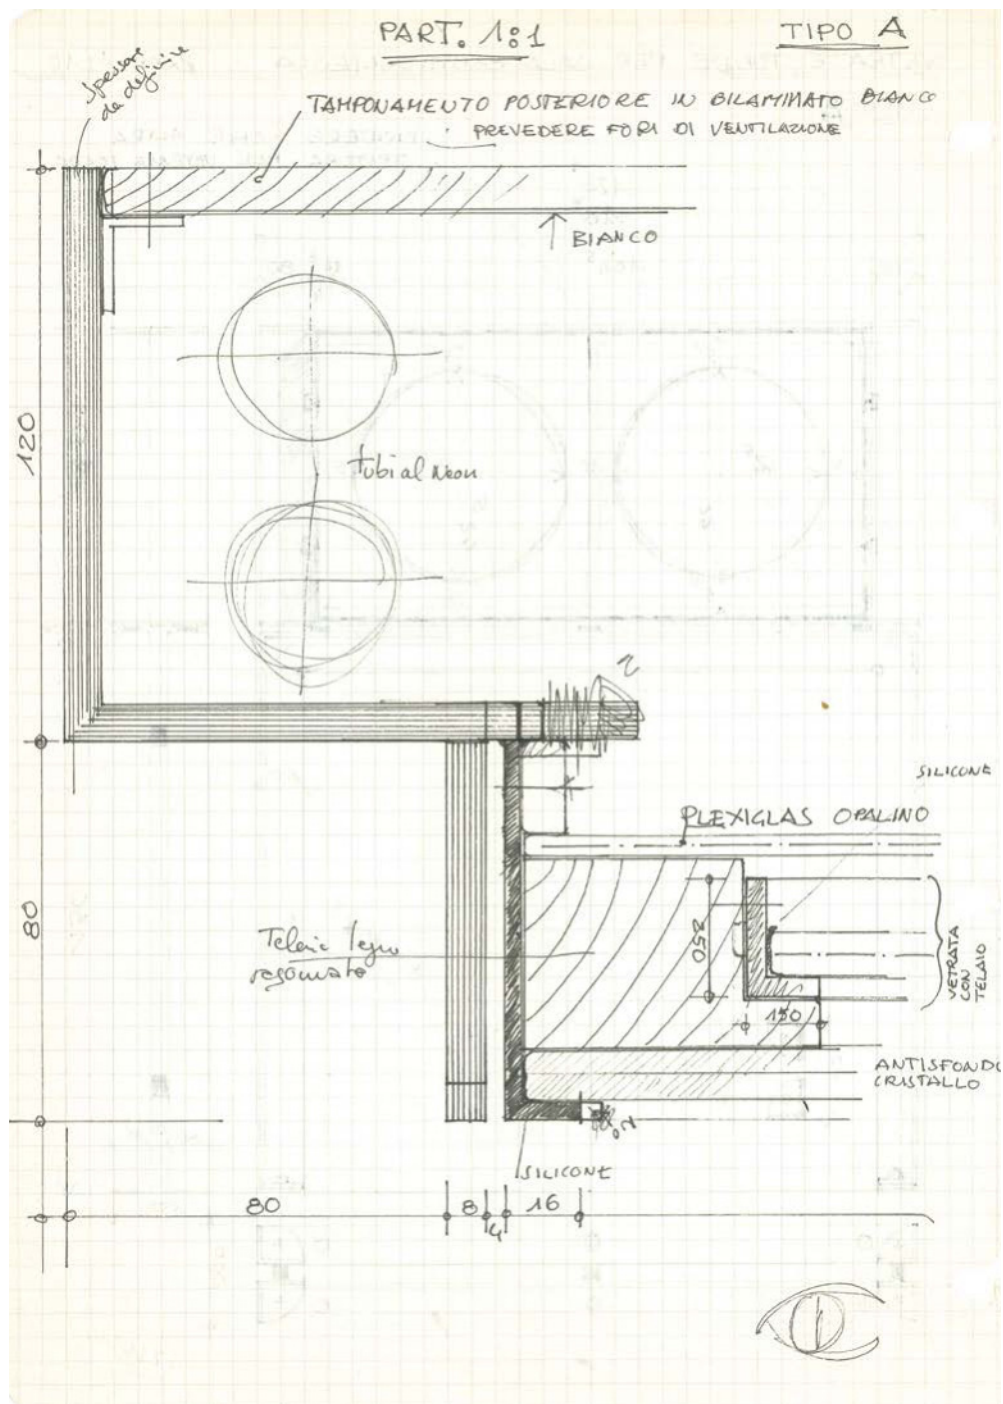 PART. 1:1
TIPO A
Spessore
da definire
TAMPONAMENTO POSTERIORE IN BILAMINATO BIANCO
PREVEDERE FORI DI VENTILAZIONE
BIANCO
120
tubi al Neon
SILICONE
PLEXIGLAS OPALINO
80
Telaio legno
sagomato
250
150
VETRATA
CON
TELAIO
ANTISFONDO
CRISTALLO
SILICONE
80
8
4
16